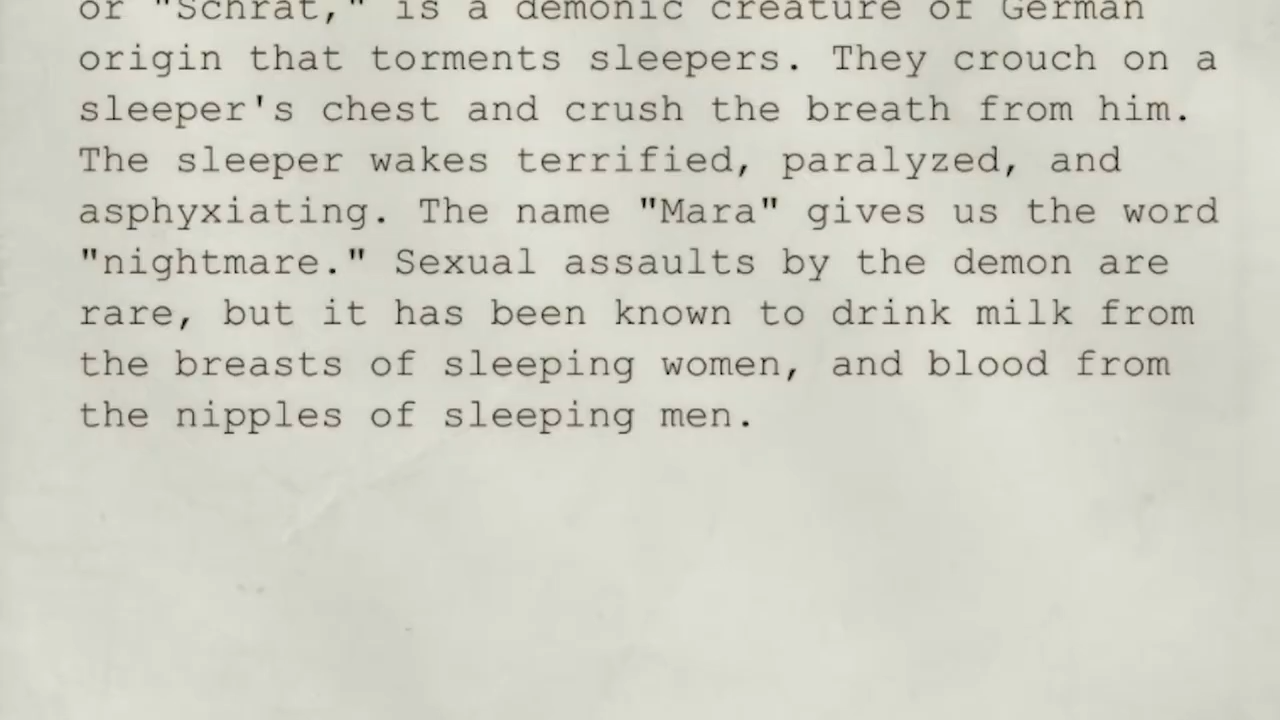 or "Schrat," is a demonic creature of German
origin that torments sleepers. They crouch on a
sleeper's chest and crush the breath from him.
The sleeper wakes terrified, paralyzed, and
asphyxiating. The name "Mara" gives us the word
"nightmare." Sexual assaults by the demon are
rare, but it has been known to drink milk from
the breasts of sleeping women, and blood from
the nipples of sleeping men.